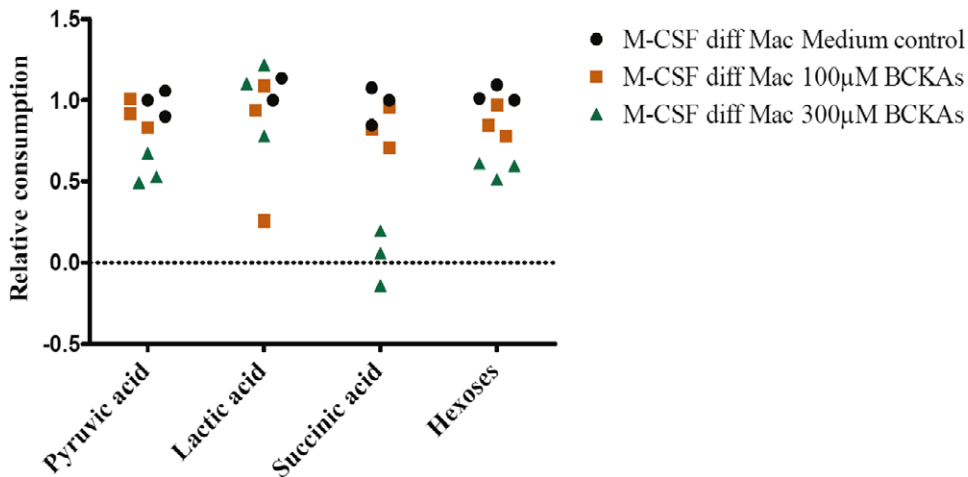 Relative consumption
1.5
1.0
0.5
0.0
-0.5
Pyruvic acid
Lactic acid
Succinic acid
Hexoses
M-CSF diff Mac Medium control
M-CSF diff Mac 100µM BCKAs
M-CSF diff Mac 300µM BCKAs